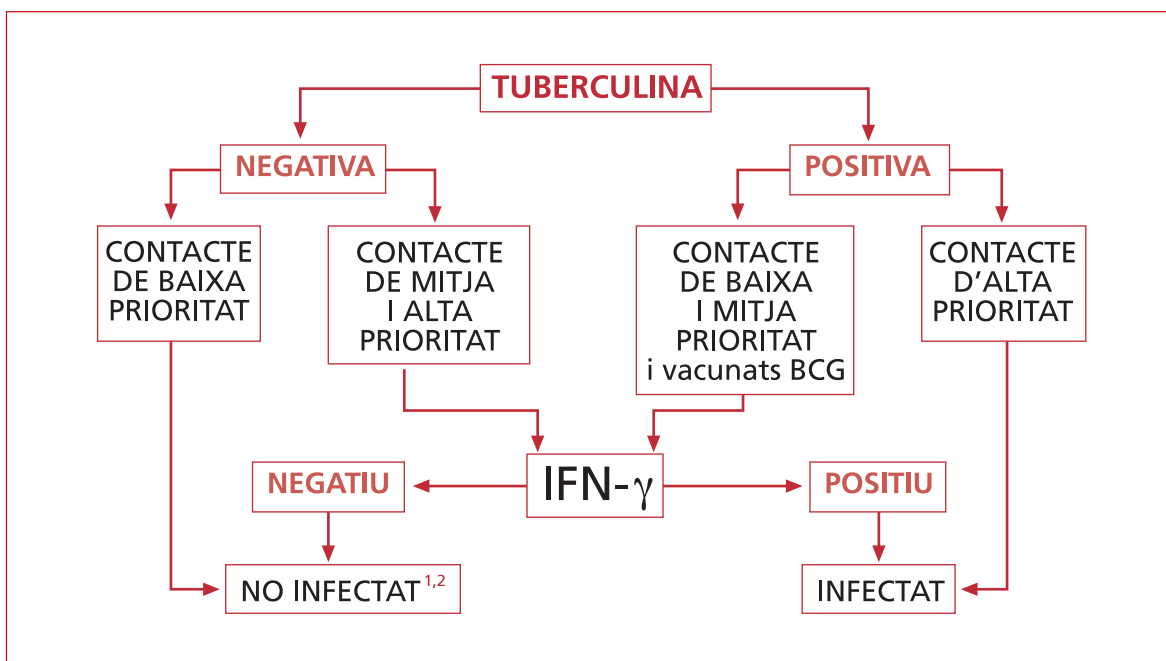 TUBERCULINA
NEGATIVA
POSITIVA
CONTACTE
DE BAIXA
PRIORITAT
CONTACTE
DE MITJA
I ALTA
PRIORITAT
CONTACTE
DE BAIXA
I MITJA
PRIORITAT
i vacunats BCG
CONTACTE
D’ALTA
PRIORITAT
NEGATIU
IFN-γ
POSITIU
NO INFECTAT 1,2
INFECTAT